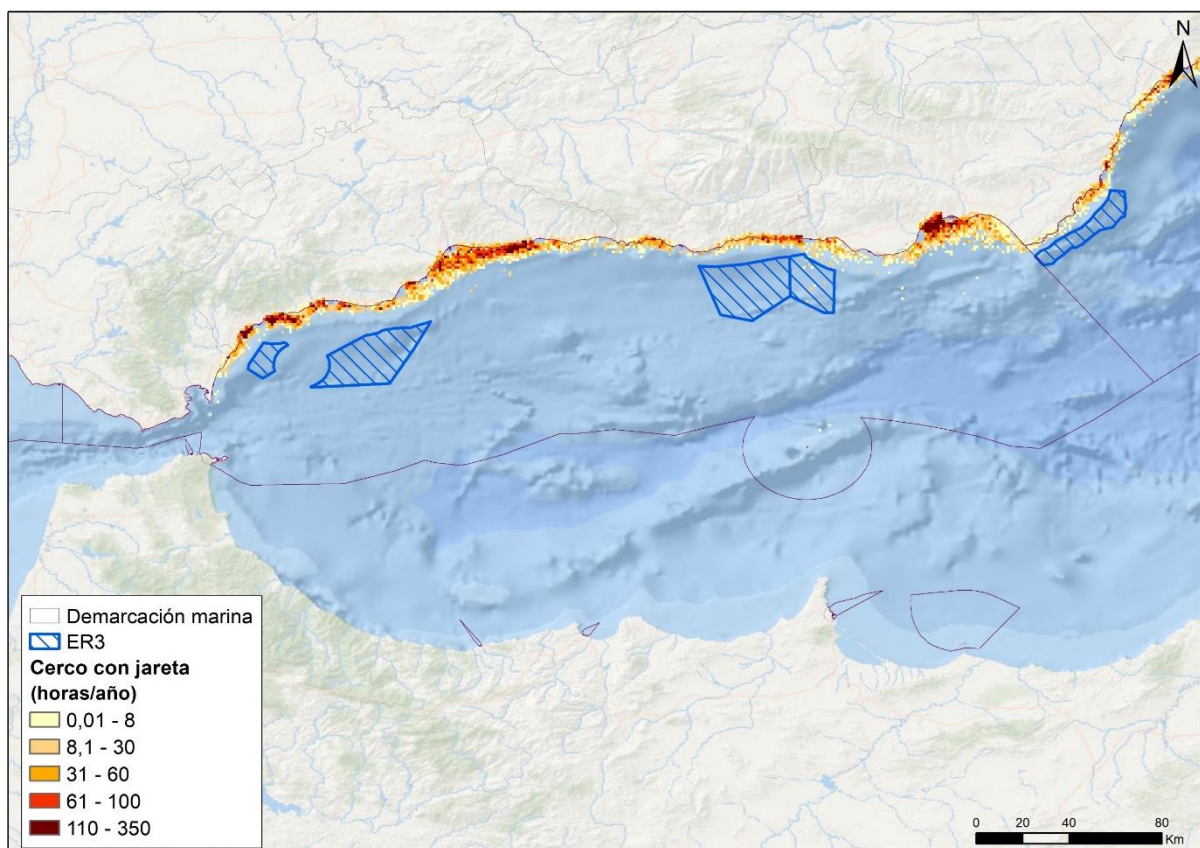 N
Demarcación marina
ER3
Cerco con jareta
(horas/año)
0,01 - 8
8,1 - 30
31 - 60
61 - 100
110 - 350
0 20 40 80
Km